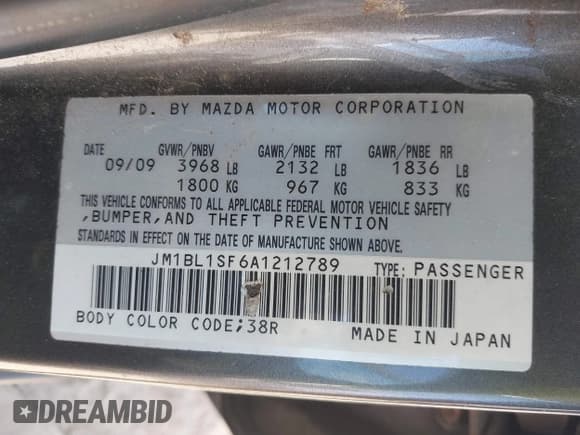 MFD. BY MAZDA MOTOR CORPORATION
DATE GVWR/PNBV GAWR/PNBE FRT GAWR/PNBE RR
09/09 3968 LB 2132 LB 1836 LB
1800 KG 967 KG 833 KG
THIS VEHICLE CONFORMS TO ALL APPLICABLE FEDERAL MOTOR VEHICLE SAFETY
,BUMPER,AND THEFT PREVENTION
STANDARDS IN EFFECT ON THE DATE OF MANUFACTURE SHOWN ABOVE.
JM1BL1SF6A1212789 TYPE: PASSENGER
BODY COLOR CODE;38R MADE IN JAPAN
DREAMBID